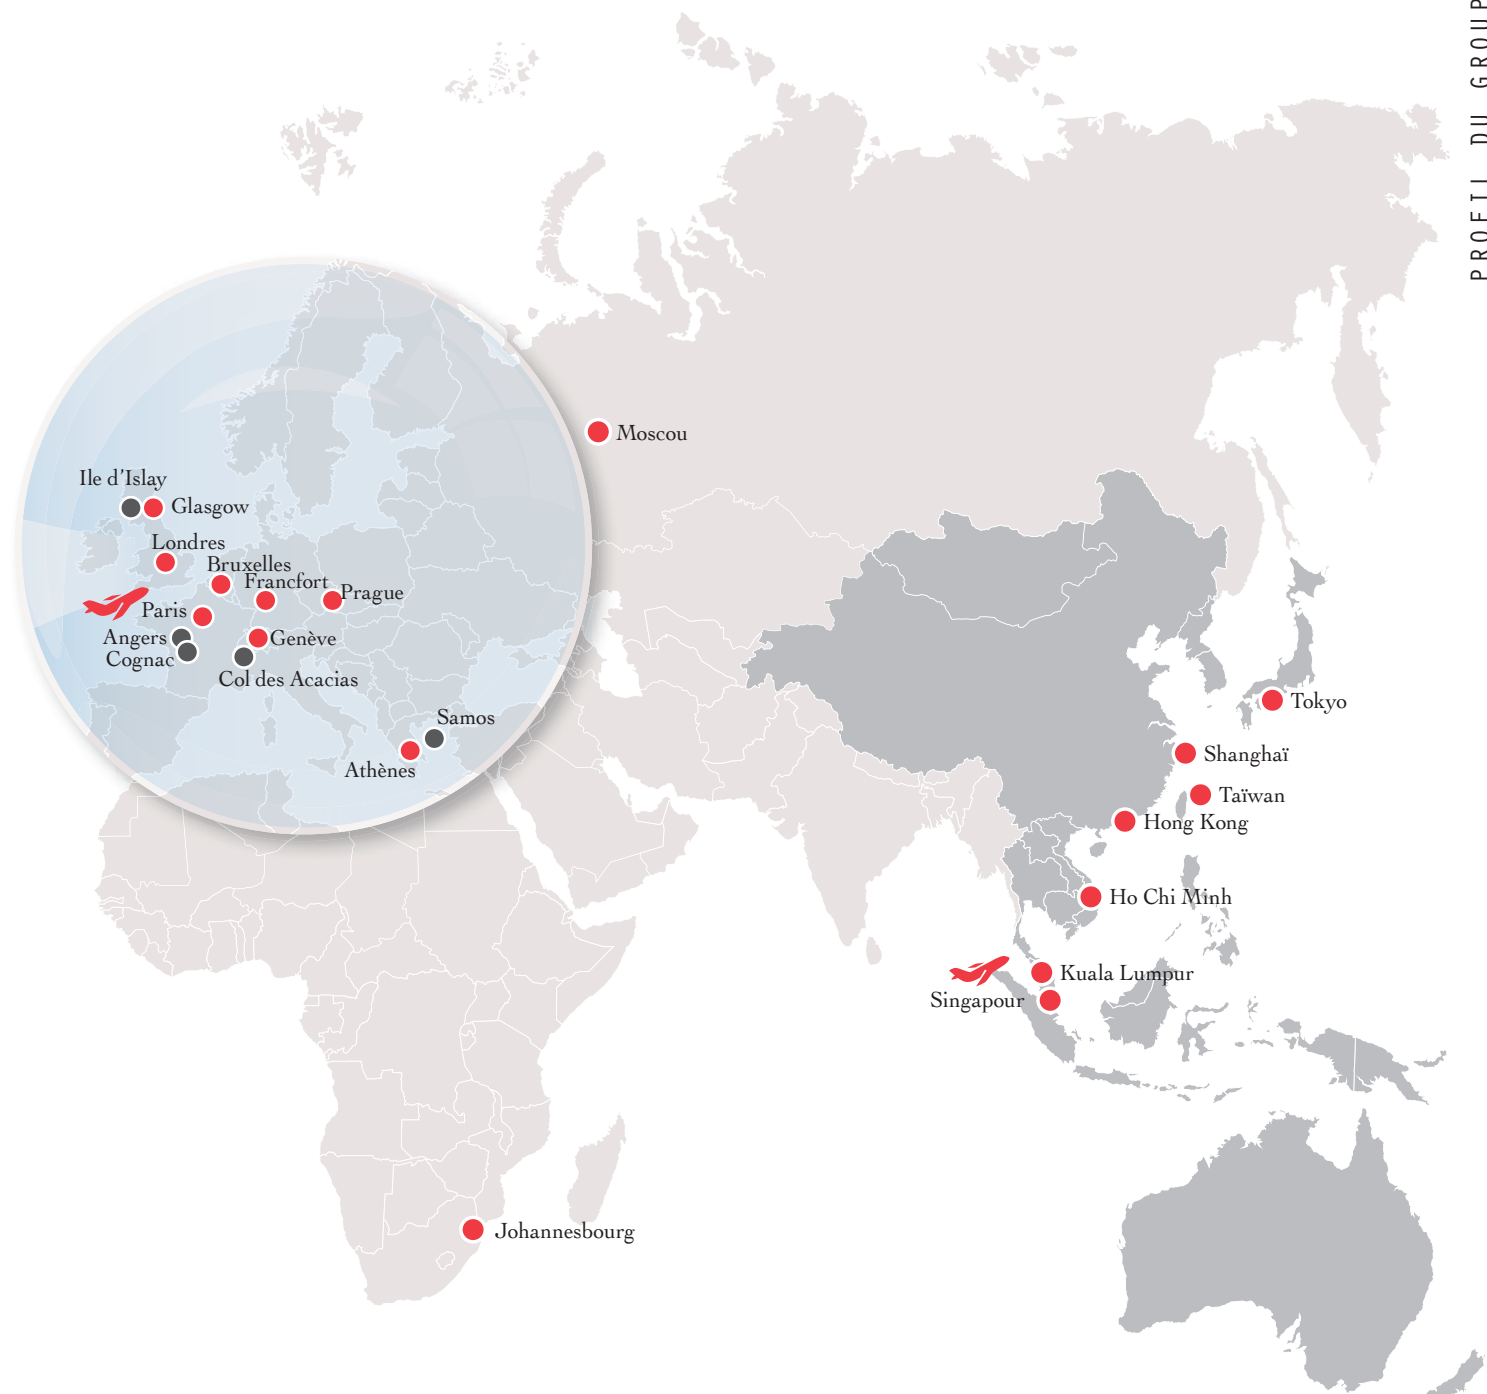 PROFIL DU GROUP
Moscou
Ile d'Islay
Glasgow
Londres
Bruxelles
Francfort
Prague
Paris
Angers
Genève
Cognac
Col des Acacias
Samos
Athènes
Tokyo
Shanghaï
Taïwan
Hong Kong
Ho Chi Minh
Kuala Lumpur
Singapour
Johannesbourg